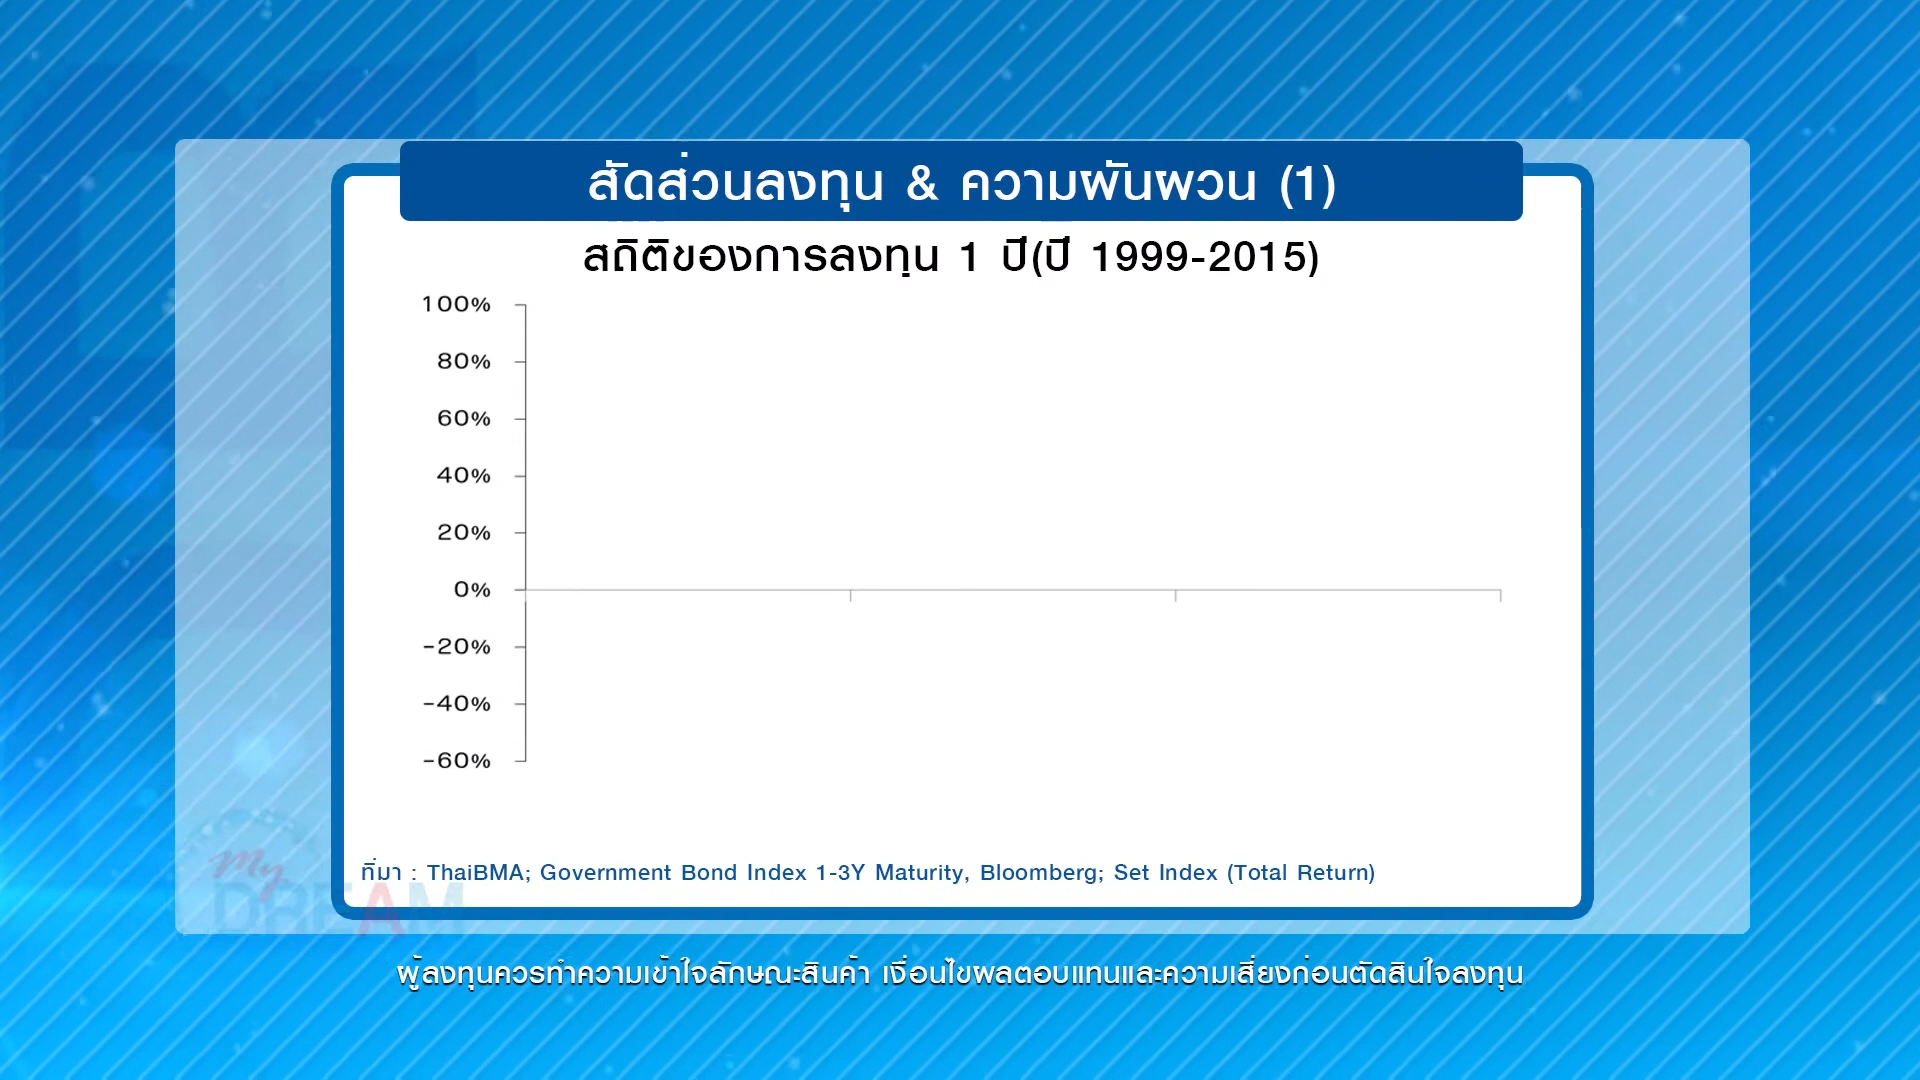 สัดส่วนลงทุน & ความผันผวน (1)
สถิติของการลงทุน 1 ปี(ปี 1999-2015)
100%
80%
60%
40%
20%
0%
-20%
-40%
-60%
ที่มา : ThaiBMA; Government Bond Index 1-3Y Maturity, Bloomberg; Set Index (Total Return)
My
DREAM
ผู้ลงทุนควรทำความเข้าใจลักษณะสินค้า เงื่อนไขผลตอบแทนและความเสี่ยงก่อนตัดสินใจลงทุน